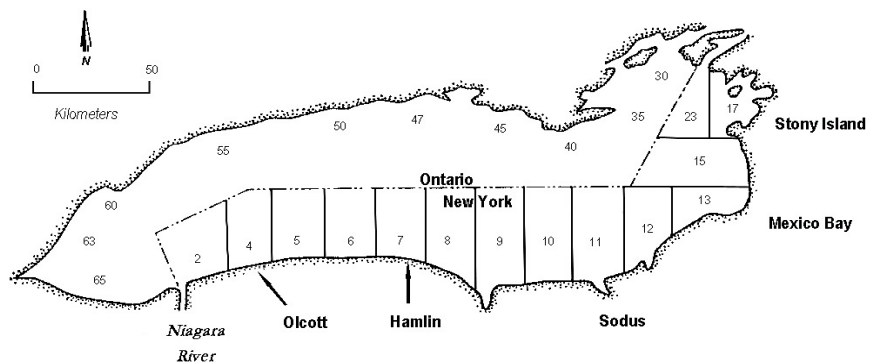 N
0 50
Kilometers
30
17
23
47
50
45
35
Stony Island
55
40
15
Ontario
New York
60
13
Mexico Bay
12
63
2
4
5
6
7
8
9
10
11
65
Olcott
Hamlin
Sodus
Niagara
River